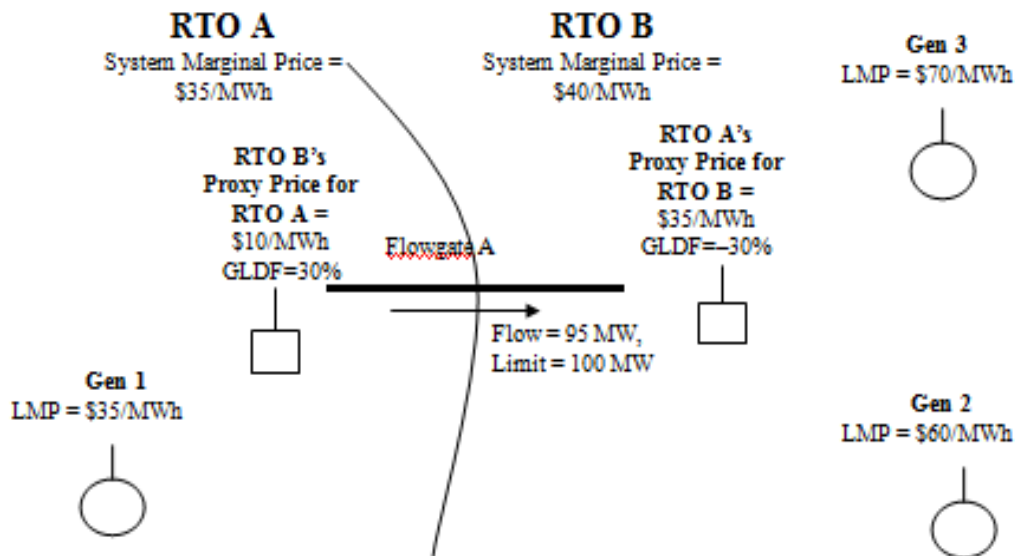 RTO A
System Marginal Price =
$35/MWh
RTO B
System Marginal Price =
$40/MWh
Gen 3
LMP = $70/MWh
RTO B's
Proxy Price for
RTO A =
$10/MWh
GLDF=30%
Flowgate A
RTO A's
Proxy Price for
RTO B =
$35/MWh
GLDF=–30%
Flow = 95 MW,
Limit = 100 MW
Gen 1
LMP = $35/MWh
Gen 2
LMP = $60/MWh